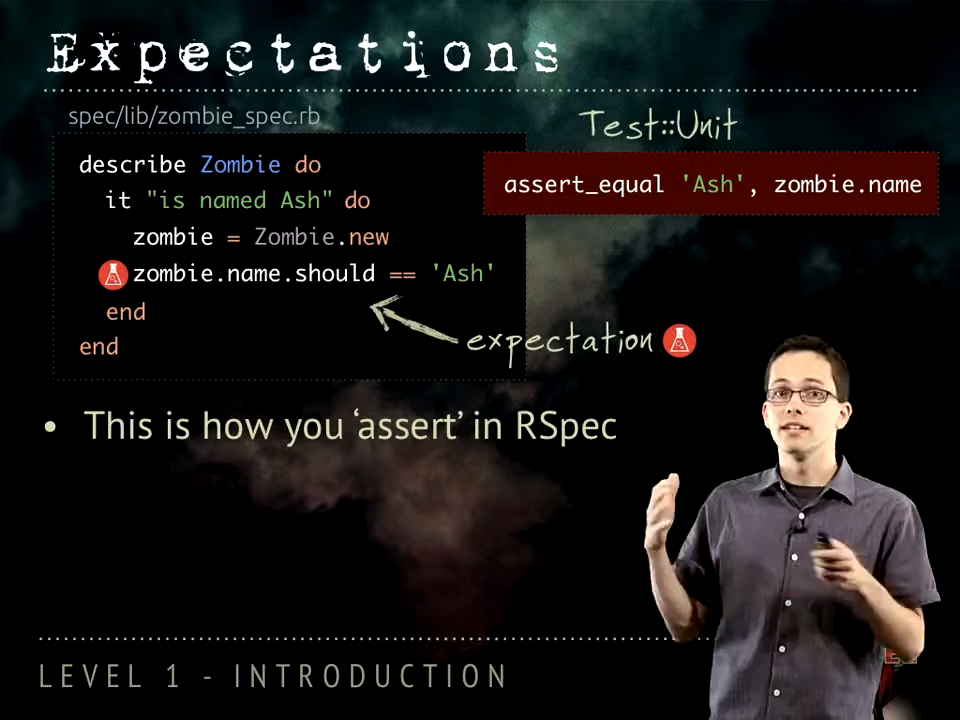 Expectations
spec/lib/zombie_spec.rb
Test::Unit
describe Zombie do
it "is named Ash" do
zombie = Zombie.new
zombie.name.should == 'Ash'
end
end
assert_equal 'Ash', zombie.name
expectation
• This is how you ‘assert’ in RSpec
LEVEL 1 - INTRODUCTION